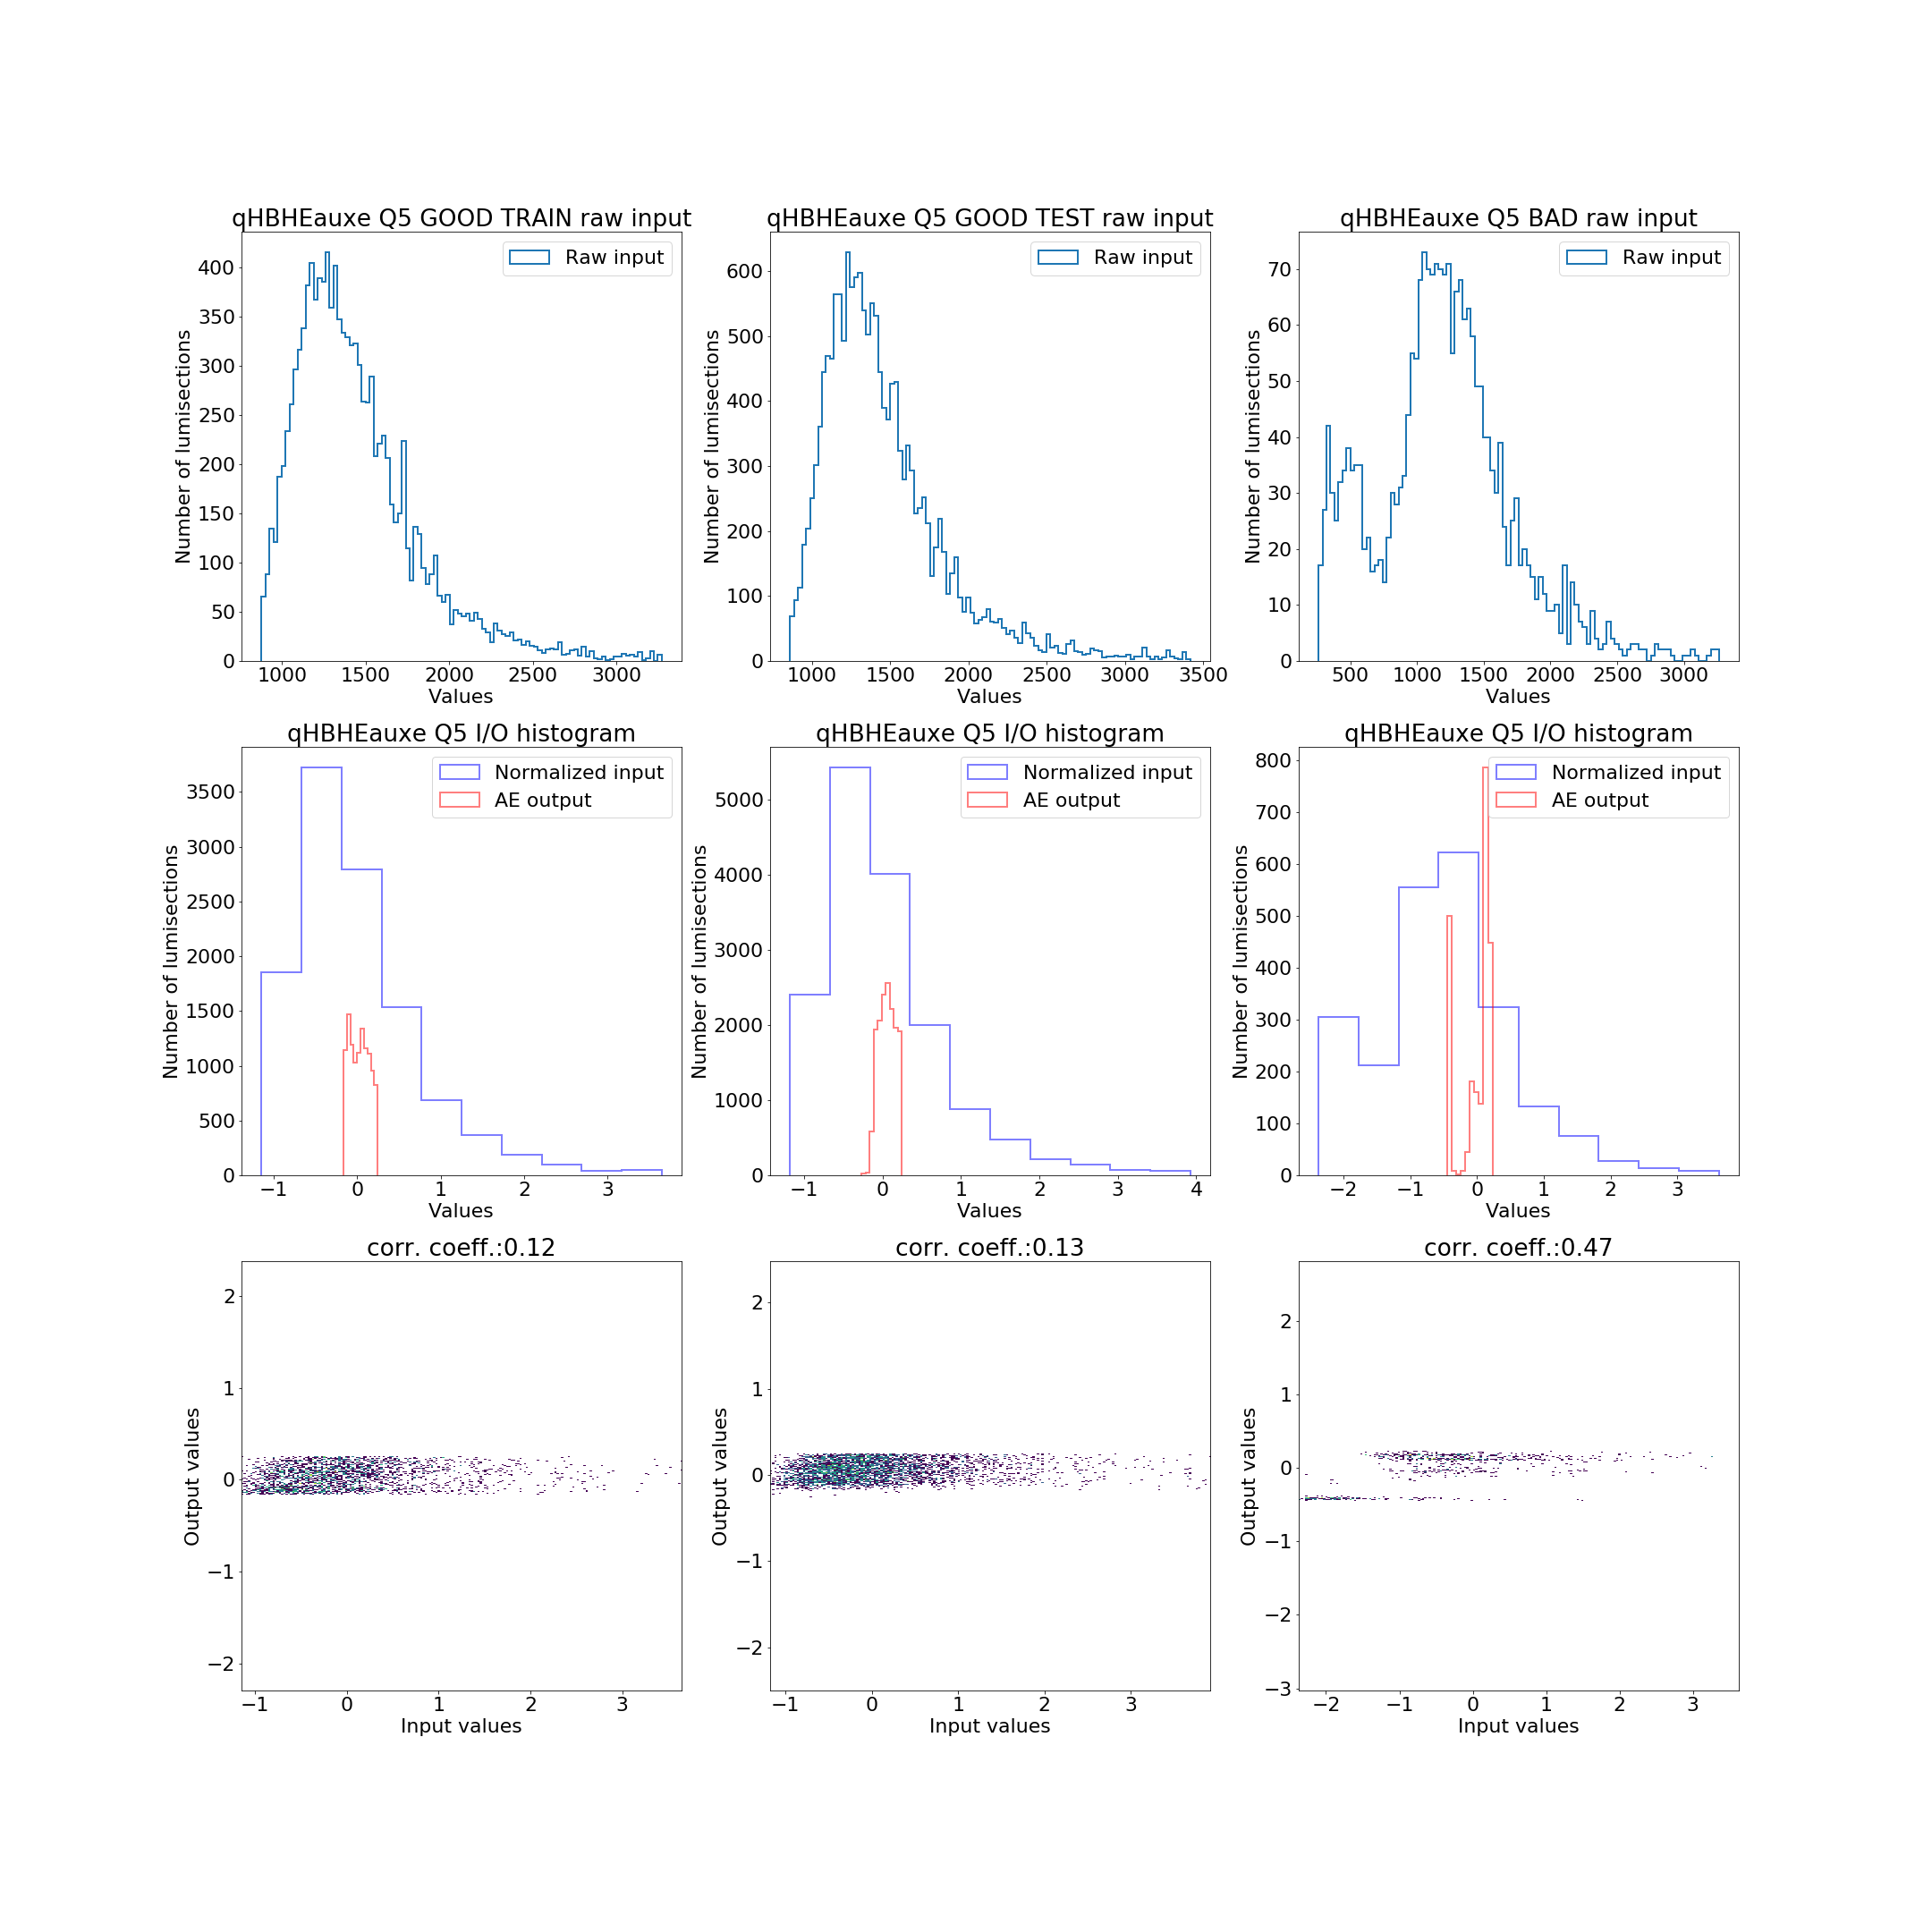 qHBHEauxe Q5 GOOD TRAIN raw input
qHBHEauxe Q5 GOOD TEST raw input
qHBHEauxe Q5 BAD raw input
Number of lumisections
400
350
300
250
200
150
100
50
0
Raw input
1000 1500 2000 2500 3000
Values
Number of lumisections
600
500
400
300
200
100
0
Raw input
1000 1500 2000 2500 3000 3500
Values
Number of lumisections
70
60
50
40
30
20
10
0
Raw input
500 1000 1500 2000 2500 3000
Values
qHBHEauxe Q5 I/O histogram
qHBHEauxe Q5 I/O histogram
qHBHEauxe Q5 I/O histogram
Number of lumisections
3500
3000
2500
2000
1500
1000
500
0
Normalized input
AE output
−1 0 1 2 3
Values
Number of lumisections
5000
4000
3000
2000
1000
0
Normalized input
AE output
−1 0 1 2 3 4
Values
Number of lumisections
800
700
600
500
400
300
200
100
0
Normalized input
AE output
−2 −1 0 1 2 3
Values
corr. coeff.:0.12
corr. coeff.:0.13
corr. coeff.:0.47
Output values
2
1
0
−1
−2
−1 0 1 2 3
Input values
Output values
2
1
0
−1
−2
−1 0 1 2 3
Input values
Output values
2
1
0
−1
−2
−3
−2 −1 0 1 2 3
Input values